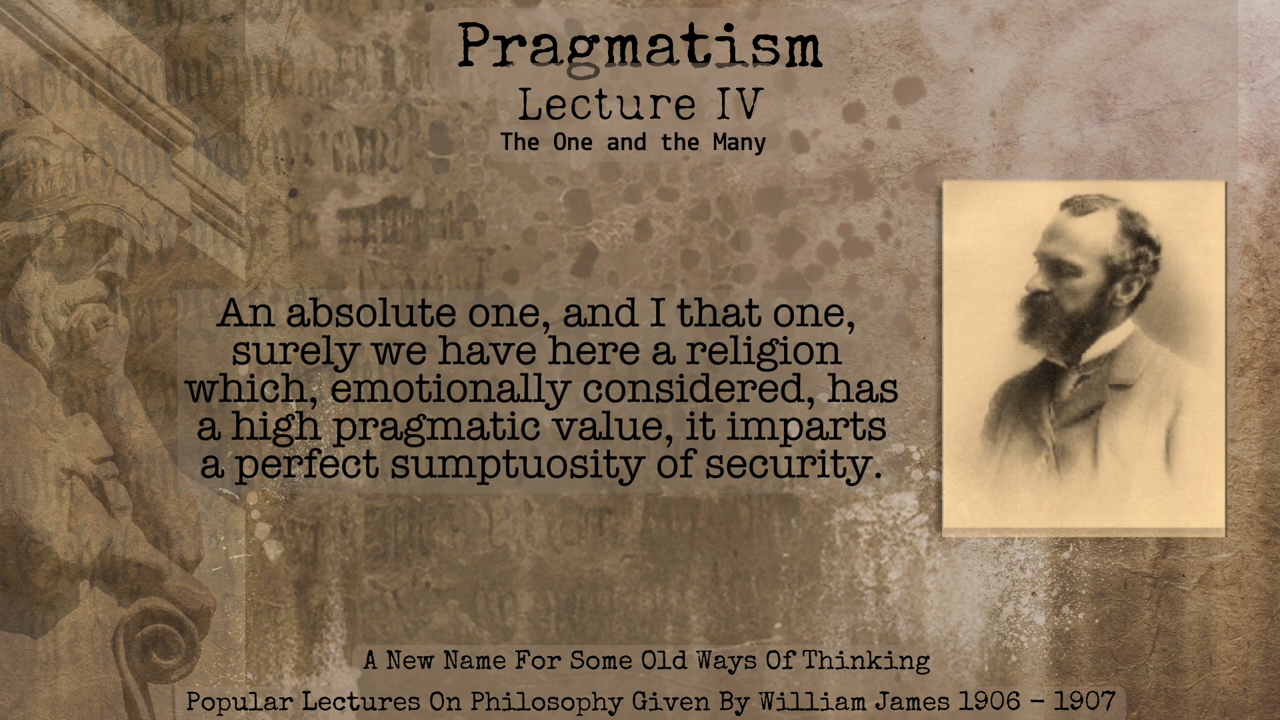 Pragmatism
Lecture IV
The One and the Many
An absolute one, and I that one,
surely we have here a religion
which, emotionally considered, has
a high pragmatic value, it imparts
a perfect sumptuosity of security.
A New Name For Some Old Ways Of Thinking
Popular Lectures On Philosophy Given By William James 1906 - 1907